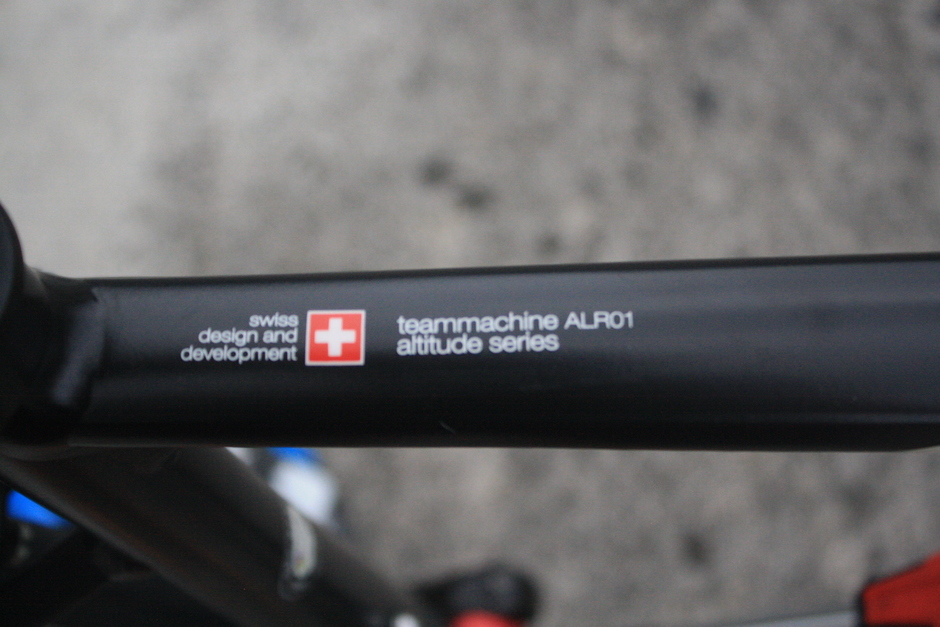 swiss
design and
development
teammachine ALR01
altitude series